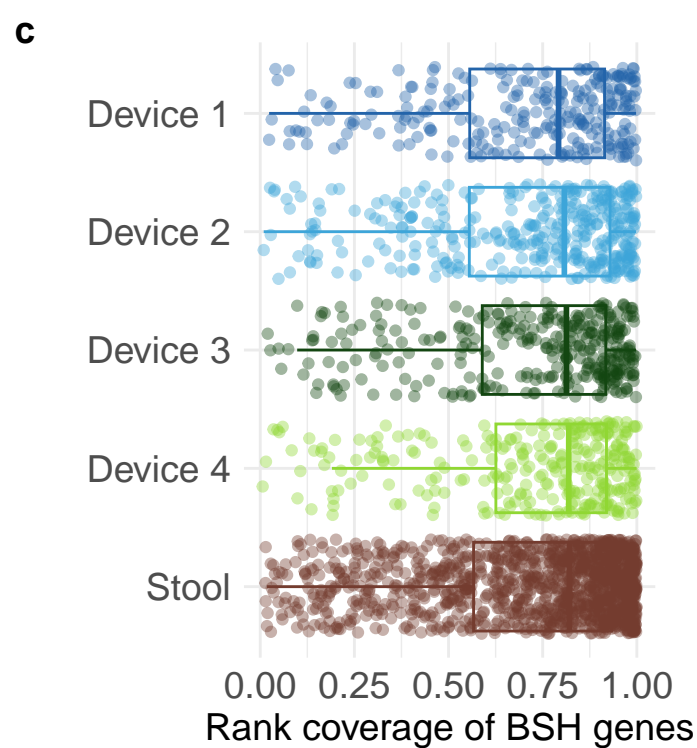 c
Device 1
Device 2
Device 3
Device 4
Stool
0.00 0.25 0.50 0.75 1.00
Rank coverage of BSH genes